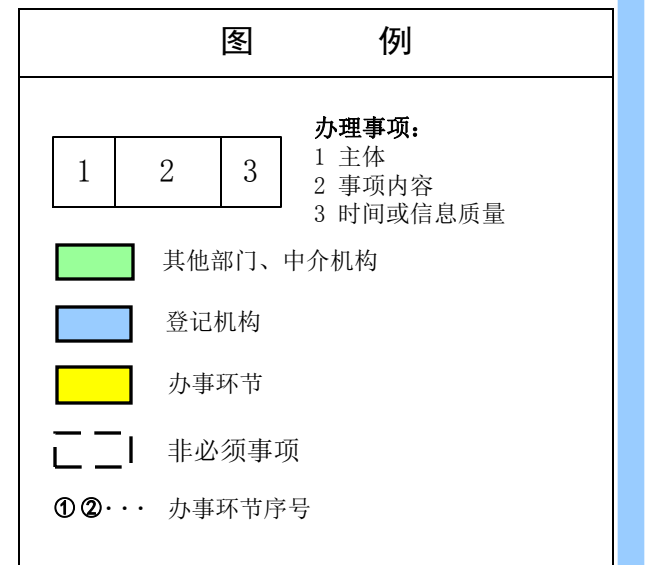 图 例
1 2 3
办理事项：
1 主体
2 事项内容
3 时间或信息质量
其他部门、中介机构
登记机构
办事环节
非必须事项
①②··· 办事环节序号